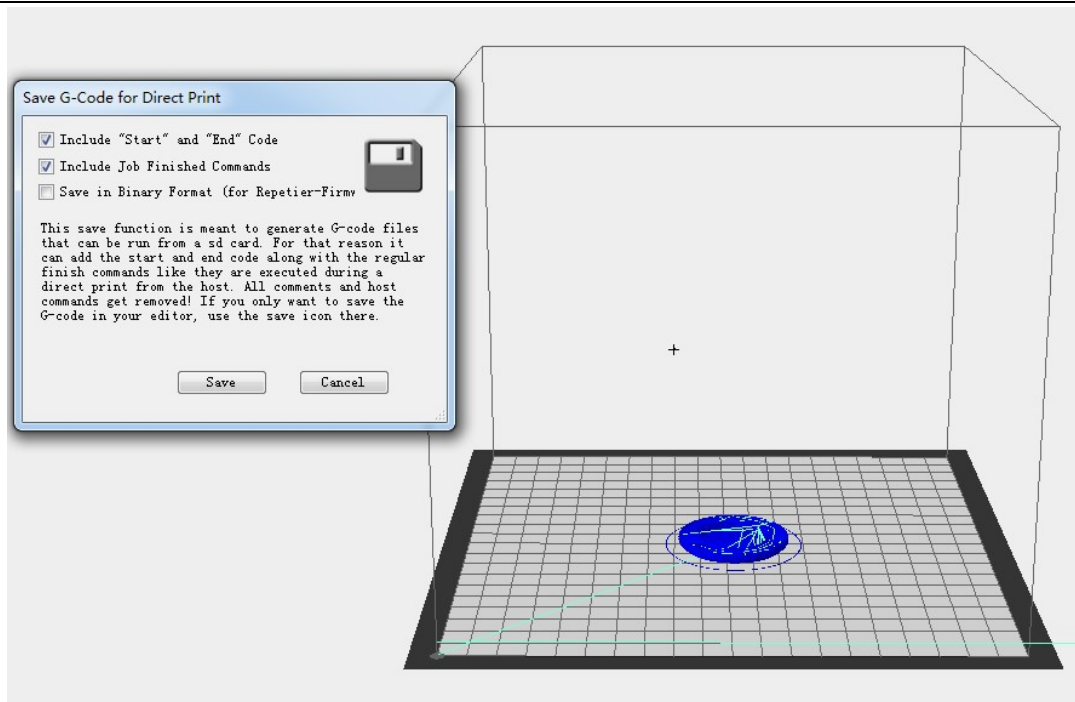 Save G-Code for Direct Print
Include "Start" and "End" Code
Include Job Finished Commands
Save in Binary Format (for Repetier-Firmw
This save function is meant to generate G-code files
that can be run from a sd card. For that reason it
can add the start and end code along with the regular
finish commands like they are executed during a
direct print from the host. All comments and host
commands get removed! If you only want to save the
G-code in your editor, use the save icon there.
Save
Cancel